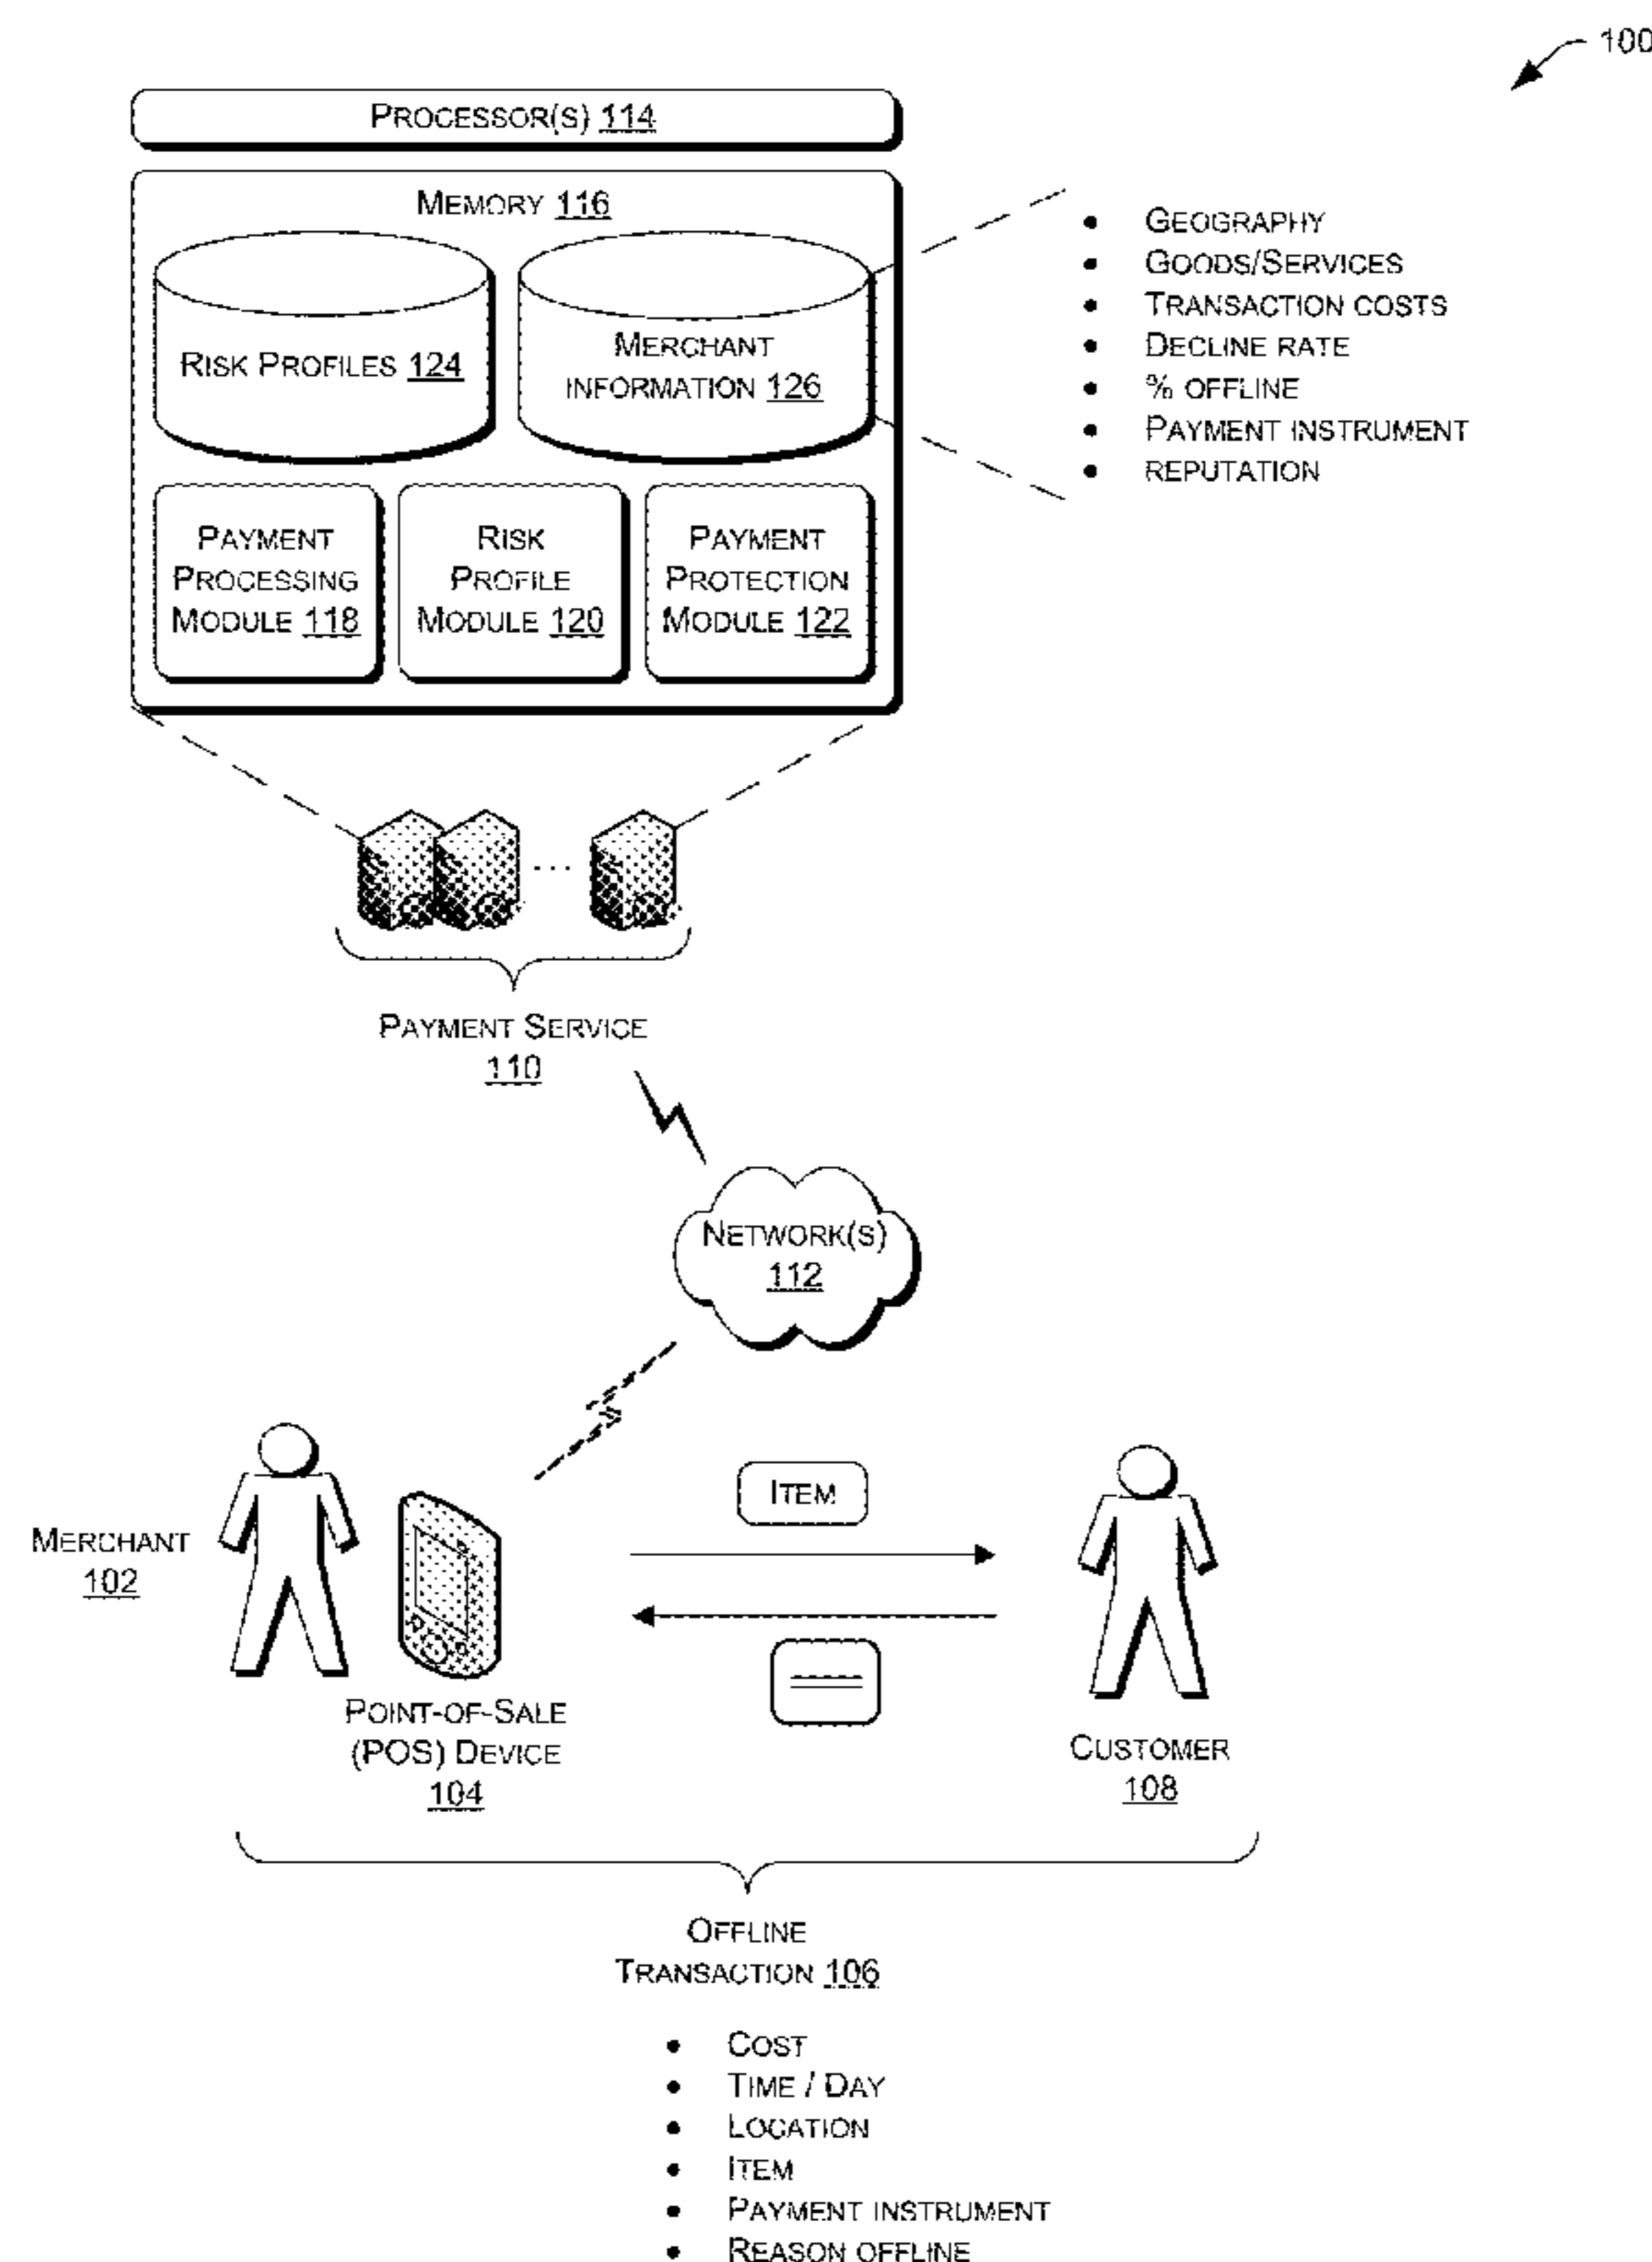 100
PROCESSOR(S) 114
MEMORY 116
RISK PROFILES 124
MERCHANT
INFORMATION 126
• GEOGRAPHY
• GOODS/SERVICES
• TRANSACTION COSTS
• DECLINE RATE
• % OFFLINE
• PAYMENT INSTRUMENT
• REPUTATION
PAYMENT
PROCESSING
MODULE 118
RISK
PROFILE
MODULE 120
PAYMENT
PROTECTION
MODULE 122
PAYMENT SERVICE
110
NETWORK(S)
112
ITEM
MERCHANT
102
POINT-OF-SALE
(POS) DEVICE
104
CUSTOMER
108
OFFLINE
TRANSACTION 106
• COST
• TIME / DAY
• LOCATION
• ITEM
• PAYMENT INSTRUMENT
• REASON OFFLINE